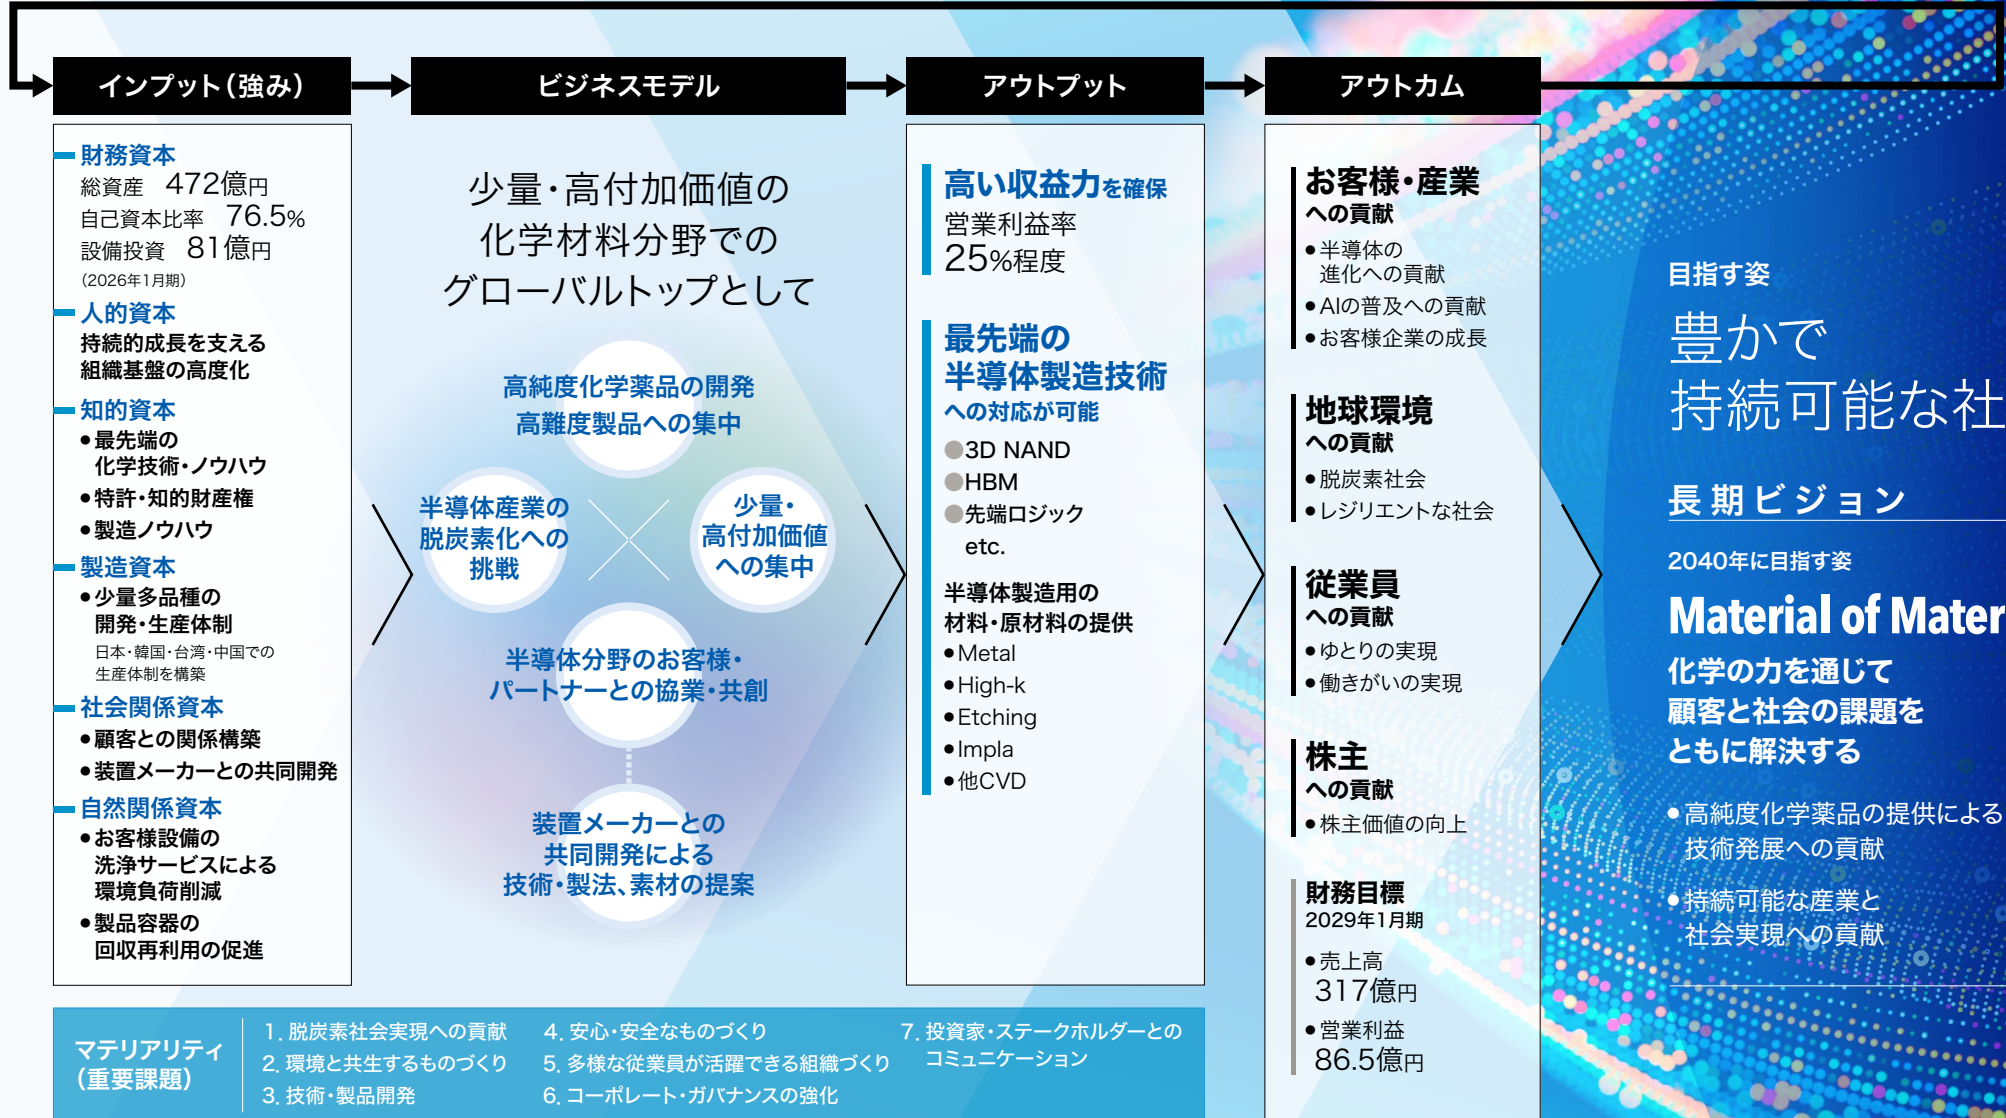 インプット（強み）
ビジネスモデル
アウトプット
アウトカム
財務資本
総資産 472億円
自己資本比率 76.5%
設備投資 81億円
（2026年1月期）
人的資本
持続的成長を支える
組織基盤の高度化
知的資本
●最先端の
化学技術・ノウハウ
●特許・知的財産権
●製造ノウハウ
製造資本
●少量多品種の
開発・生産体制
日本・韓国・台湾・中国での
生産体制を構築
社会関係資本
●顧客との関係構築
●装置メーカーとの共同開発
自然関係資本
●お客様設備の
洗浄サービスによる
環境負荷削減
●製品容器の
回収再利用の促進
少量・高付加価値の
化学材料分野での
グローバルトップとして
高純度化学薬品の開発
高難度製品への集中
半導体産業の
脱炭素化への
挑戦
少量・
高付加価値
への集中
半導体分野のお客様・
パートナーとの協業・共創
装置メーカーとの
共同開発による
技術・製法、素材の提案
高い収益力を確保
営業利益率
25%程度
最先端の
半導体製造技術
への対応が可能
●3D NAND
●HBM
●先端ロジック
etc.
半導体製造用の
材料・原材料の提供
●Metal
●High-k
●Etching
●Impla
●他CVD
お客様・産業
への貢献
●半導体の
進化への貢献
●AIの普及への貢献
●お客様企業の成長
地球環境
への貢献
●脱炭素社会
●レジリエントな社会
従業員
への貢献
●ゆとりの実現
●働きがいの実現
株主
への貢献
●株主価値の向上
財務目標
2029年1月期
●売上高
317億円
●営業利益
86.5億円
目指す姿
豊かで
持続可能な社
長期ビジョン
2040年に目指す姿
Material of Mater
化学の力を通じて
顧客と社会の課題を
ともに解決する
●高純度化学薬品の提供による
技術発展への貢献
●持続可能な産業と
社会実現への貢献
マテリアリティ
（重要課題）
1. 脱炭素社会実現への貢献
2. 環境と共生するものづくり
3. 技術・製品開発
4. 安心・安全なものづくり
5. 多様な従業員が活躍できる組織づくり
6. コーポレート・ガバナンスの強化
7. 投資家・ステークホルダーとの
コミュニケーション